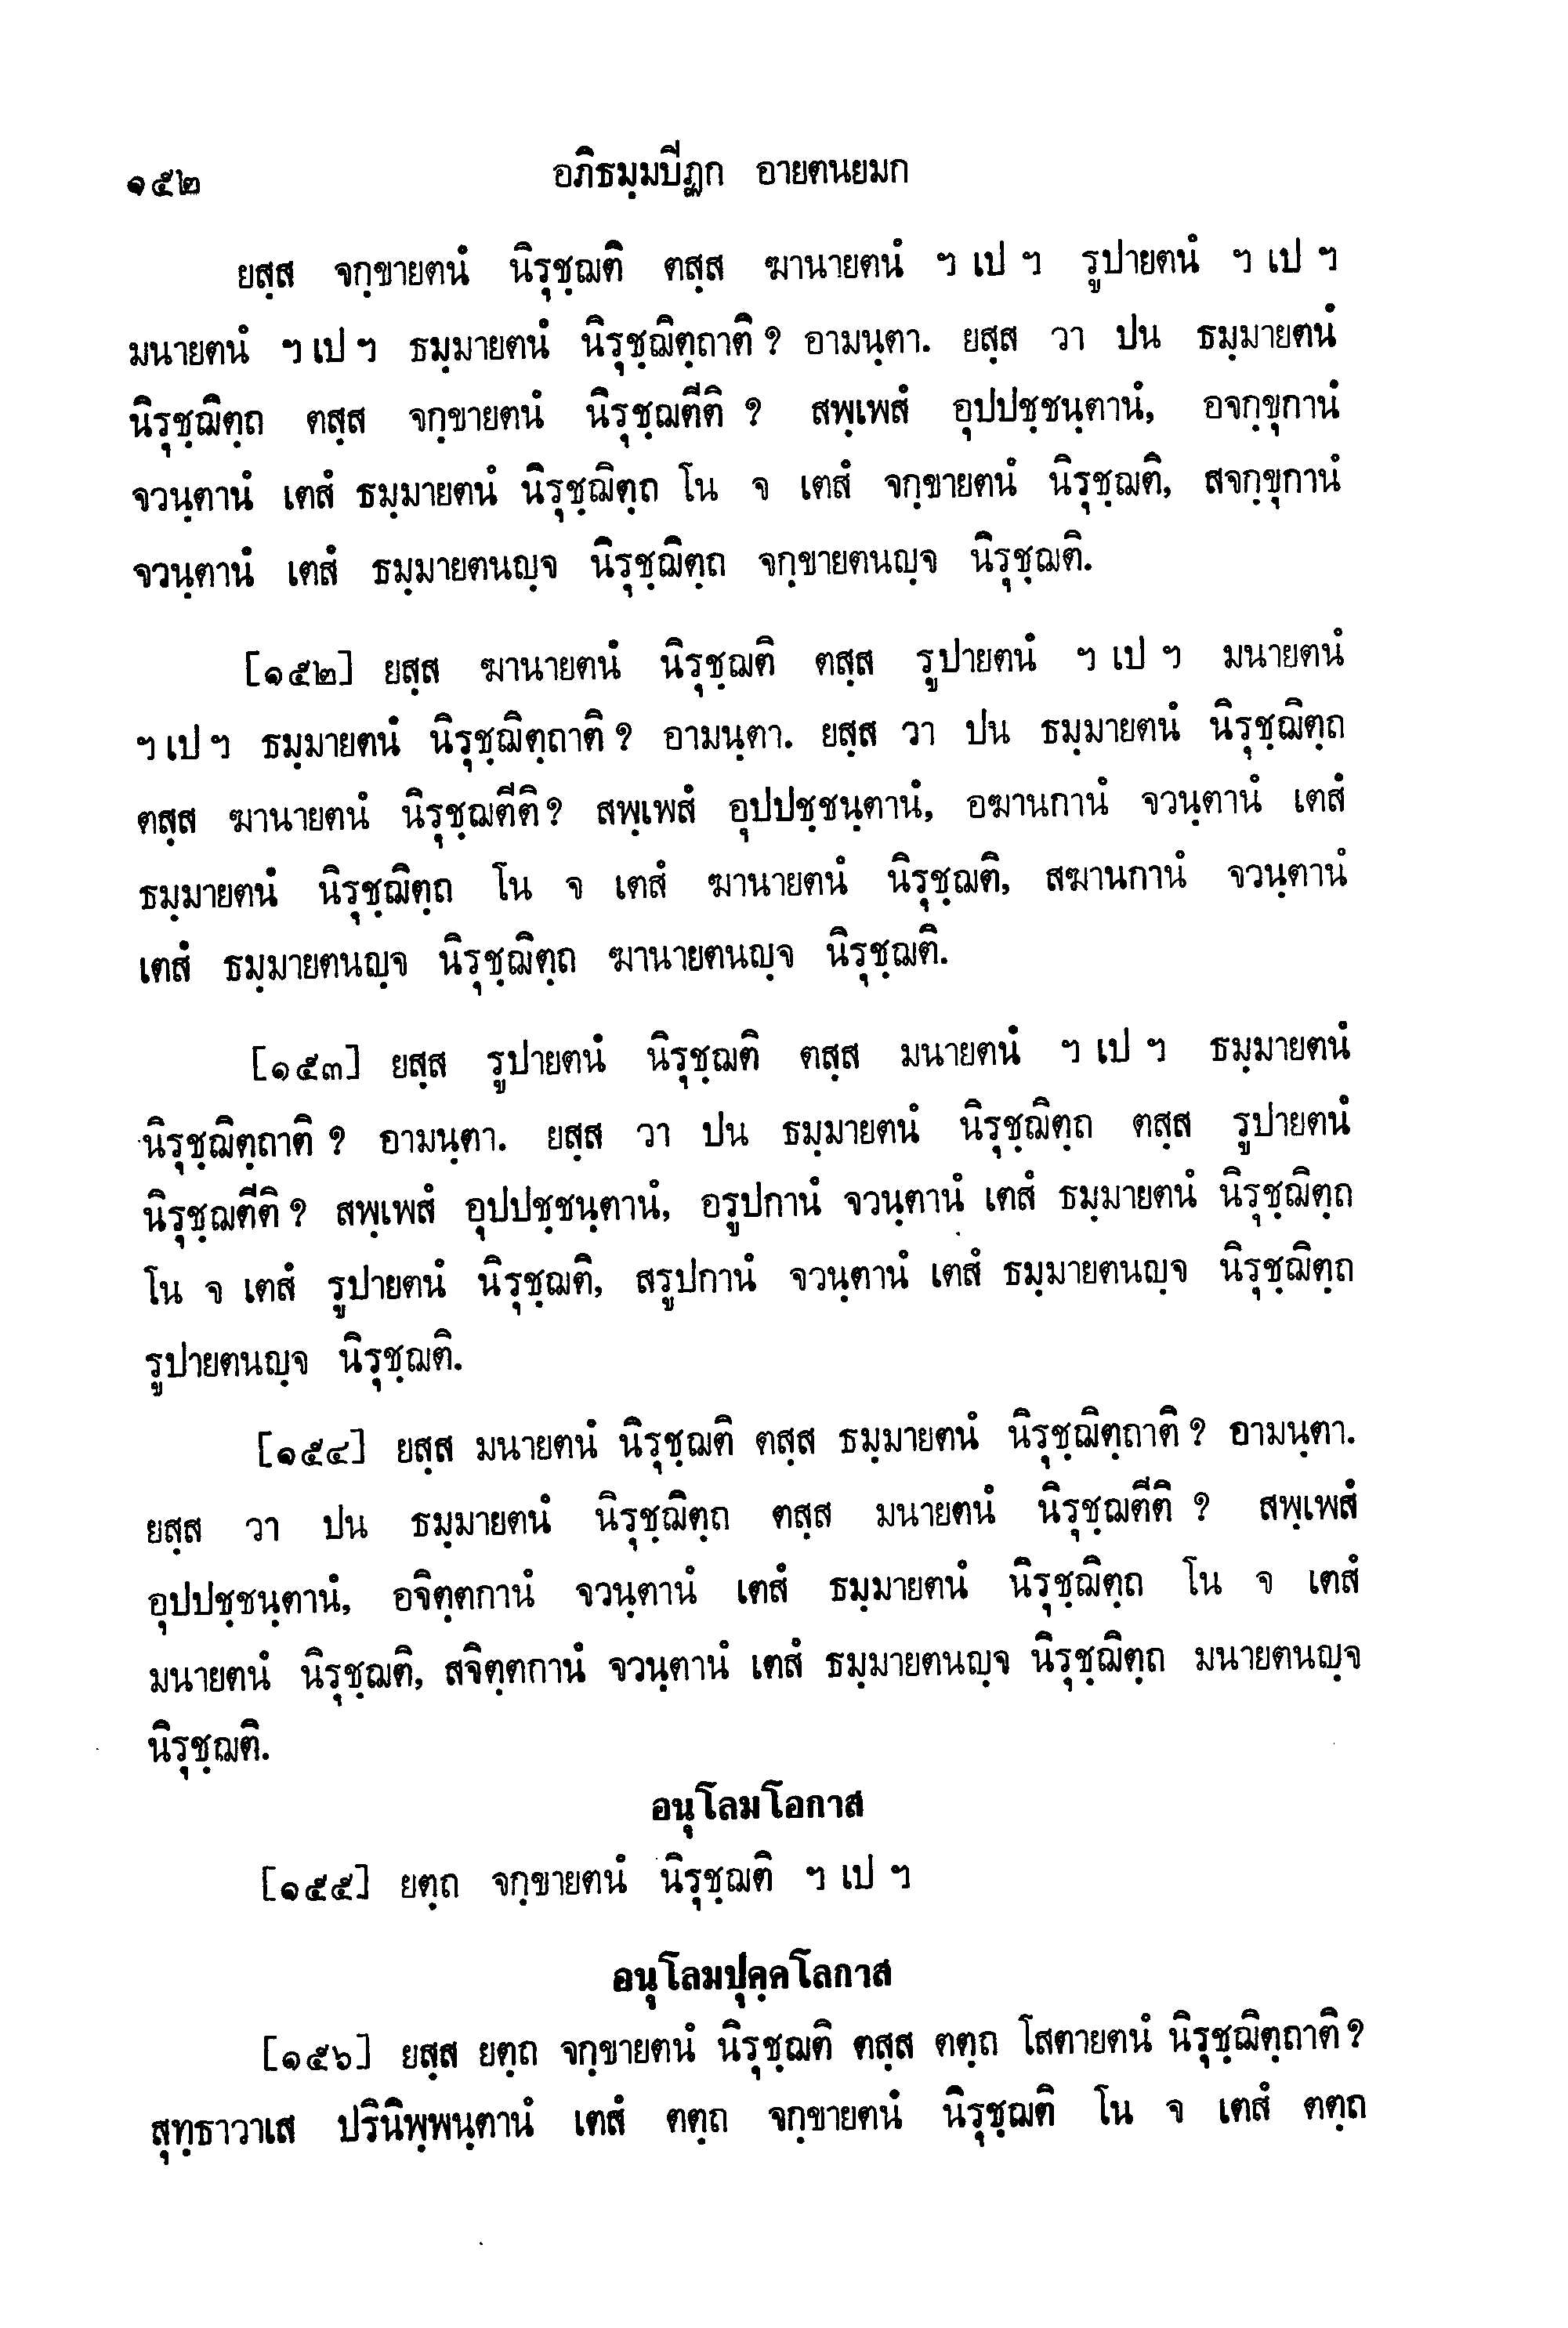 ๑๕๒ อภิธมฺมปีฏก อายตนยมก
ยสฺส จกฺขายตนํ นิรุชฺฌติ ตสฺส ฆานายตนํ ฯ เป ฯ รูปายตนํ ฯ เป ฯ
มนายตนํ ฯ เป ฯ ธมฺมายตนํ นิรุชฺฌิตฺถาติ ? อามนฺตา. ยสฺส วา ปน ธมฺมายตนํ
นิรุชฺฌิตฺถ ตสฺส จกฺขายตนํ นิรุชฺฌตีติ ? สพฺเพสํ อุปปชฺชนฺตานํ, อจกฺขุกานํ
จวนฺตานํ เตสํ ธมฺมายตนํ นิรุชฺฌิตฺถ โน จ เตสํ จกฺขายตนํ นิรุชฺฌติ, สจกฺขุกานํ
จวนฺตานํ เตสํ ธมฺมายตนญฺจ นิรุชฺฌิตฺถ จกฺขายตนญฺจ นิรุชฺฌติ.
[๑๕๒] ยสฺส ฆานายตนํ นิรุชฺฌติ ตสฺส รูปายตนํ ฯ เป ฯ มนายตนํ
ฯ เป ฯ ธมฺมายตนํ นิรุชฺฌิตฺถาติ ? อามนฺตา. ยสฺส วา ปน ธมฺมายตนํ นิรุชฺฌิตฺถ
ตสฺส ฆานายตนํ นิรุชฺฌตีติ ? สพฺเพสํ อุปปชฺชนฺตานํ, อฆานกานํ จวนฺตานํ เตสํ
ธมฺมายตนํ นิรุชฺฌิตฺถ โน จ เตสํ ฆานายตนํ นิรุชฺฌติ, สฆานกานํ จวนฺตานํ
เตสํ ธมฺมายตนญฺจ นิรุชฺฌิตฺถ ฆานายตนญฺจ นิรุชฺฌติ.
[๑๕๓] ยสฺส รูปายตนํ นิรุชฺฌติ ตสฺส มนายตนํ ฯ เป ฯ ธมฺมายตนํ
นิรุชฺฌิตฺถาติ ? อามนฺตา. ยสฺส วา ปน ธมฺมายตนํ นิรุชฺฌิตฺถ ตสฺส รูปายตนํ
นิรุชฺฌตีติ ? สพฺเพสํ อุปปชฺชนฺตานํ, อรูปกานํ จวนฺตานํ เตสํ ธมฺมายตนํ นิรุชฺฌิตฺถ
โน จ เตสํ รูปายตนํ นิรุชฺฌติ, สรูปกานํ จวนฺตานํ เตสํ ธมฺมายตนญฺจ นิรุชฺฌิตฺถ
รูปายตนญฺจ นิรุชฺฌติ.
[๑๕๔] ยสฺส มนายตนํ นิรุชฺฌติ ตสฺส ธมฺมายตนํ นิรุชฺฌิตฺถาติ ? อามนฺตา.
ยสฺส วา ปน ธมฺมายตนํ นิรุชฺฌิตฺถ ตสฺส มนายตนํ นิรุชฺฌตีติ ? สพฺเพสํ
อุปปชฺชนฺตานํ, อจิตฺตกานํ จวนฺตานํ เตสํ ธมฺมายตนํ นิรุชฺฌิตฺถ โน จ เตสํ
มนายตนํ นิรุชฺฌติ, สจิตฺตกานํ จวนฺตานํ เตสํ ธมฺมายตนญฺจ นิรุชฺฌิตฺถ มนายตนญฺจ
นิรุชฺฌติ.
อนุโลมโอกาส
[๑๕๕] ยตฺถ จกฺขายตนํ นิรุชฺฌติ ฯ เป ฯ
อนุโลมปุคฺคโลกาส
[๑๕๖] ยสฺส ยตฺถ จกฺขายตนํ นิรุชฺฌติ ตสฺส ตตฺถ โสตายตนํ นิรุชฺฌิตฺถาติ ?
สุทฺธาวาเส ปรินิพฺพนฺตานํ เตสํ ตตฺถ จกฺขายตนํ นิรุชฺฌติ โน จ เตสํ ตตฺถ